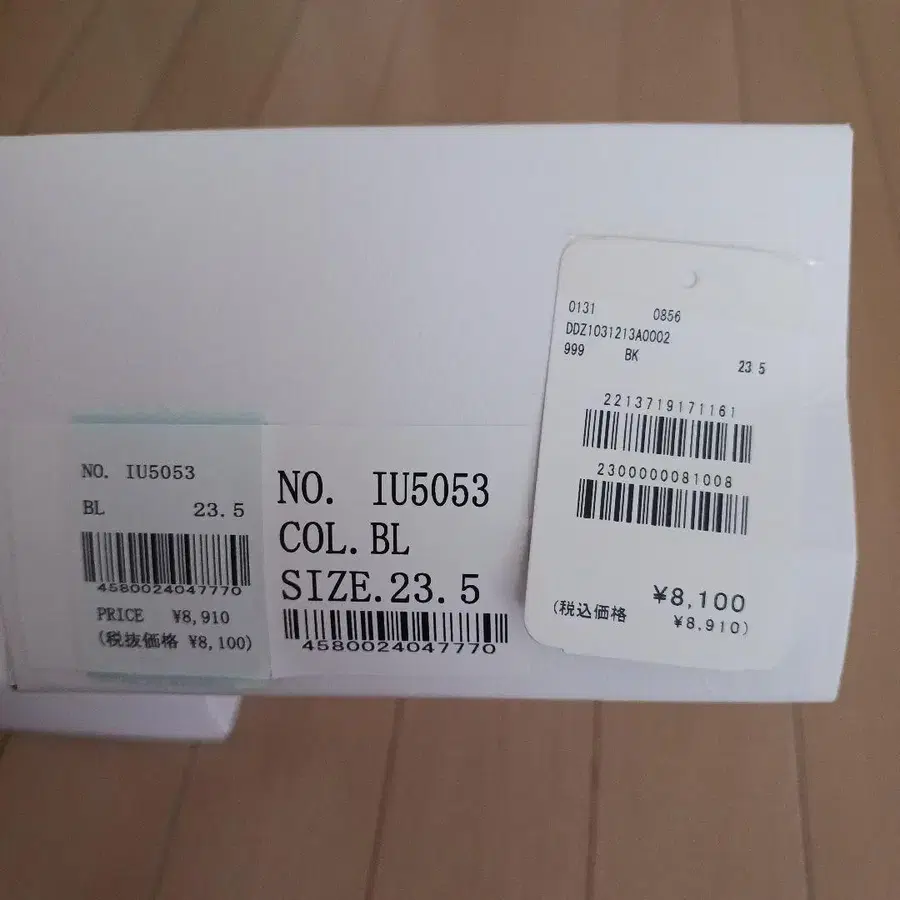 NO. IU5053
BL 23.5
4580024047770
PRICE ¥8,910
(税抜価格 ¥8,100)
NO. IU5053
COL. BL
SIZE. 23.5
4580024047770
0131 0856
DDZ1031213A0002
999 BK 23.5
2213719171161
2300000081008
¥8,100
(税込価格 ¥8,910)